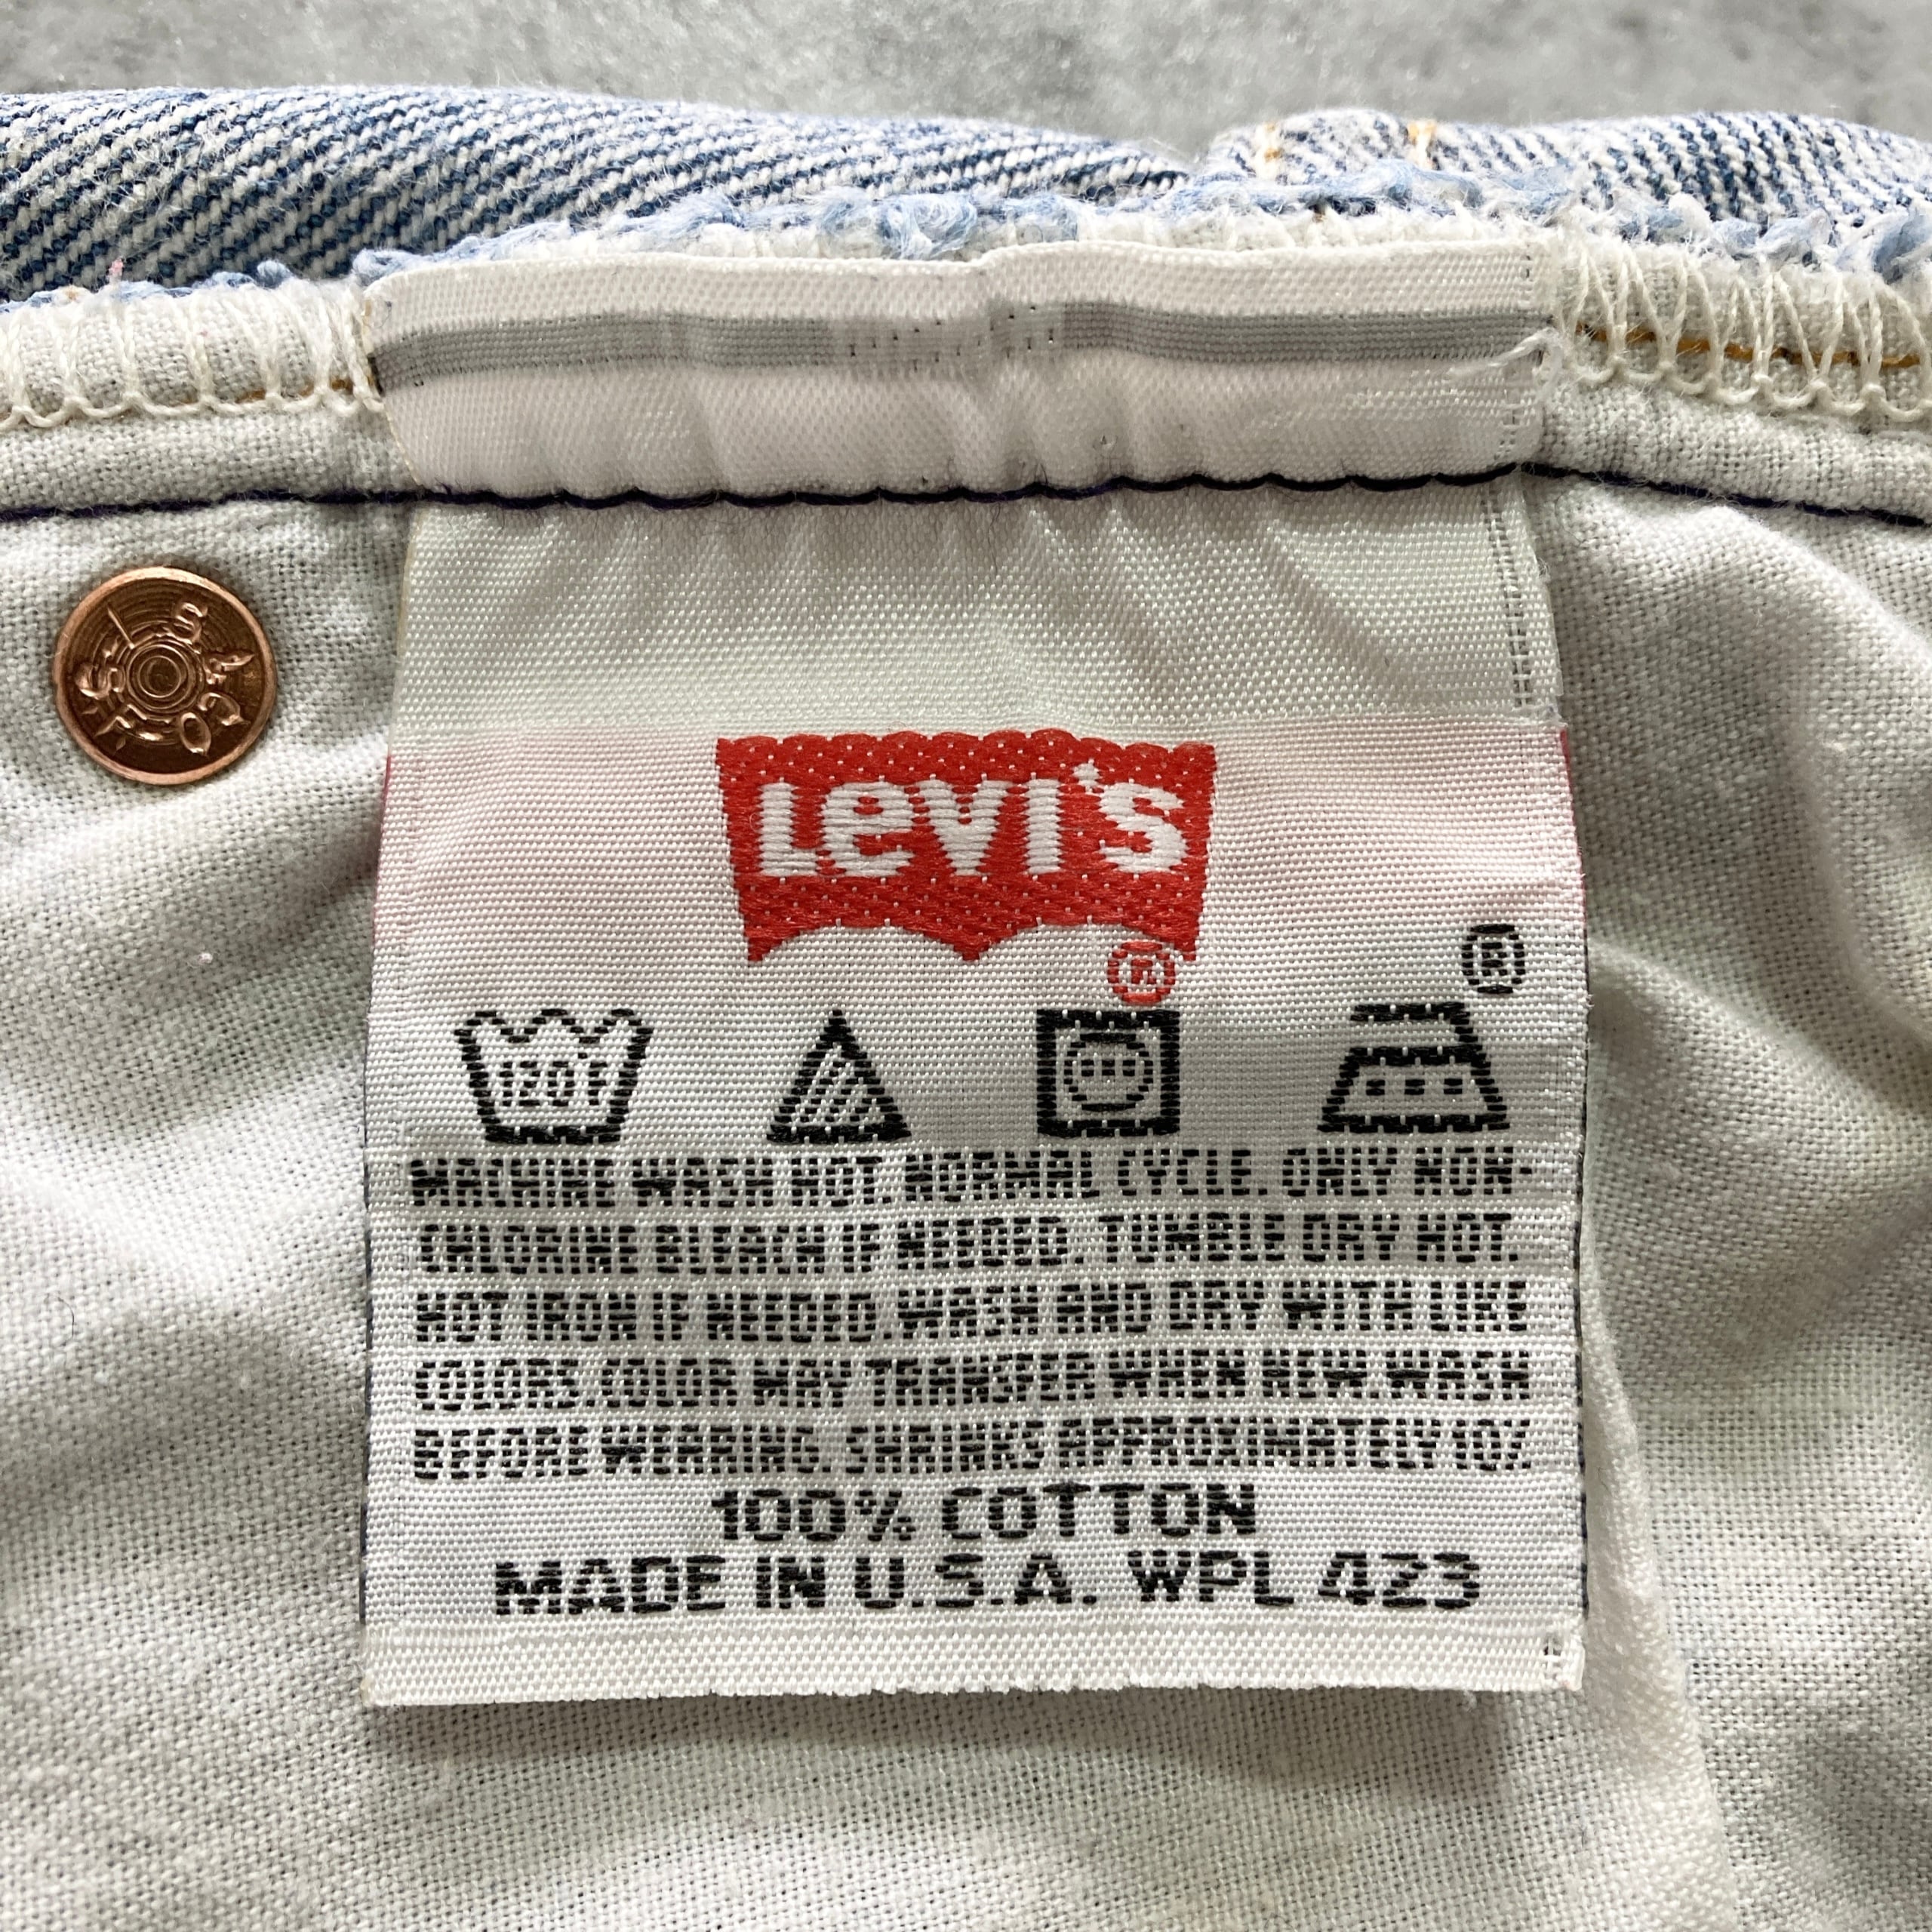 L.S. & CO. S.F.
Levi's
®
®
120°F
MACHINE WASH HOT. NORMAL CYCLE. ONLY NON-
CHLORINE BLEACH IF NEEDED. TUMBLE DRY HOT.
HOT IRON IF NEEDED. WASH AND DRY WITH LIKE
COLORS. COLOR MAY TRANSFER WHEN NEW. WASH
BEFORE WEARING. SHRINKS APPROXIMATELY 10%
100% COTTON
MADE IN U.S.A. WPL 423